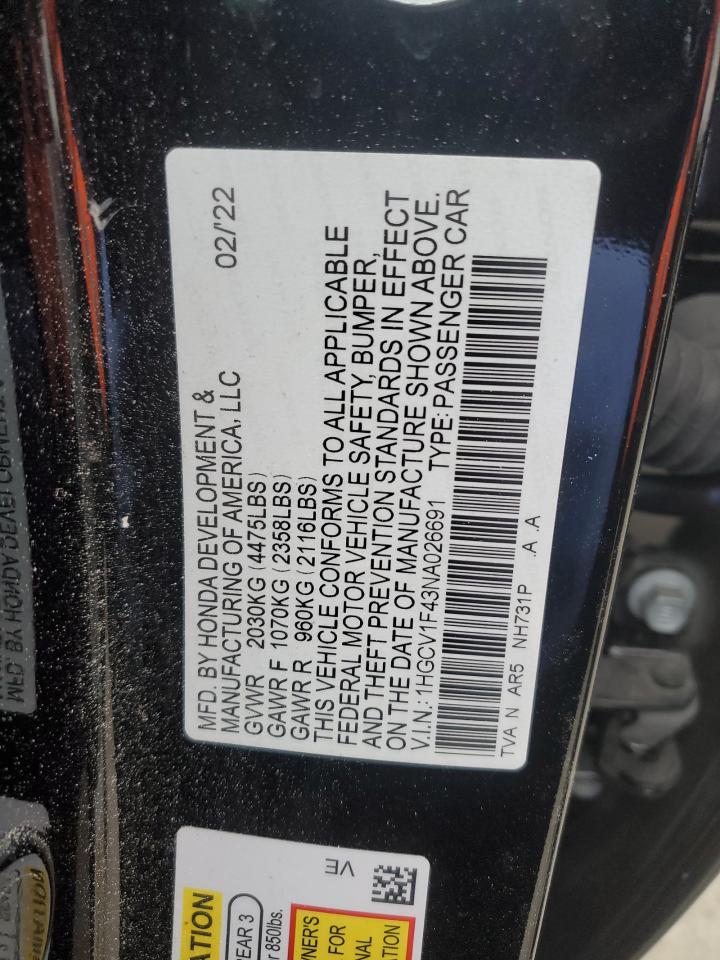 MFD. BY HONDA DEVELOPMENT &
MANUFACTURING OF AMERICA, LLC 02/'22
GVWR 2030KG (4475LBS)
GAWR F 1070KG (2358LBS)
GAWR R 960KG (2116LBS)
THIS VEHICLE CONFORMS TO ALL APPLICABLE
FEDERAL MOTOR VEHICLE SAFETY, BUMPER,
AND THEFT PREVENTION STANDARDS IN EFFECT
ON THE DATE OF MANUFACTURE SHOWN ABOVE.
V.I.N.: 1HGCV1F43NA026691 TYPE: PASSENGER CAR
TVA N AR5 NH731P .A .A
VE
850lbs.
FOR